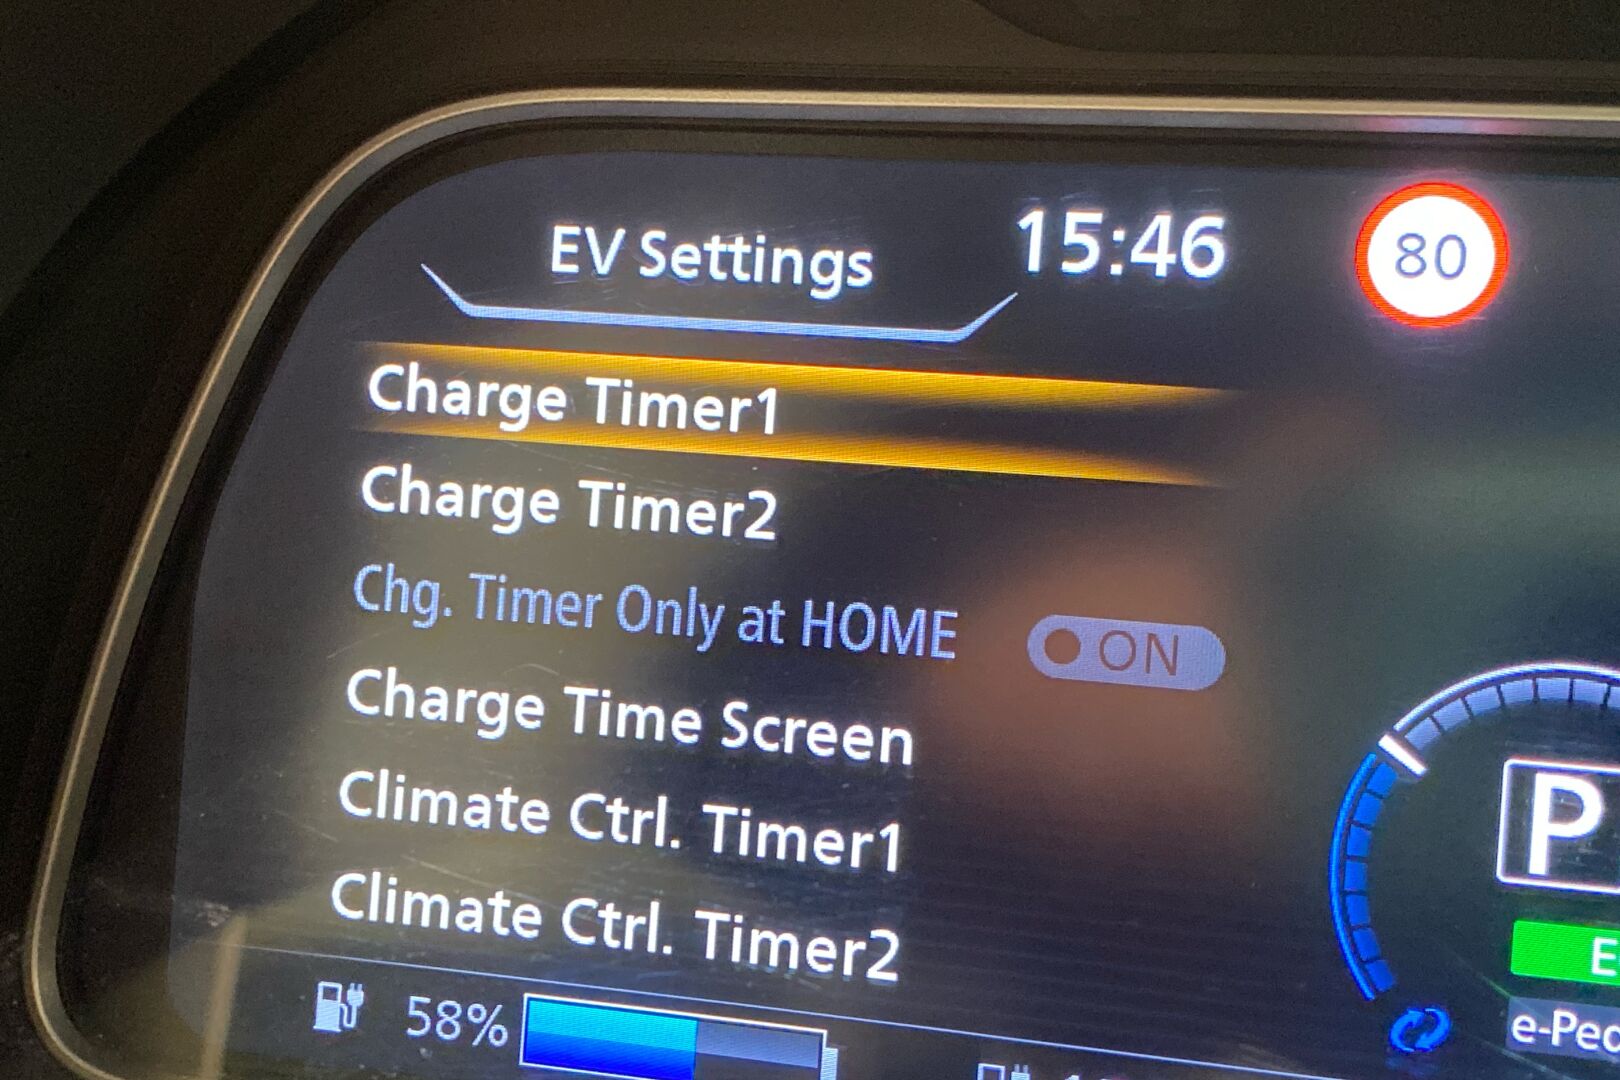 EV Settings
15:46
80
Charge Timer1
Charge Timer2
Chg. Timer Only at HOME
ON
Charge Time Screen
Climate Ctrl. Timer1
Climate Ctrl. Timer2
P
58%